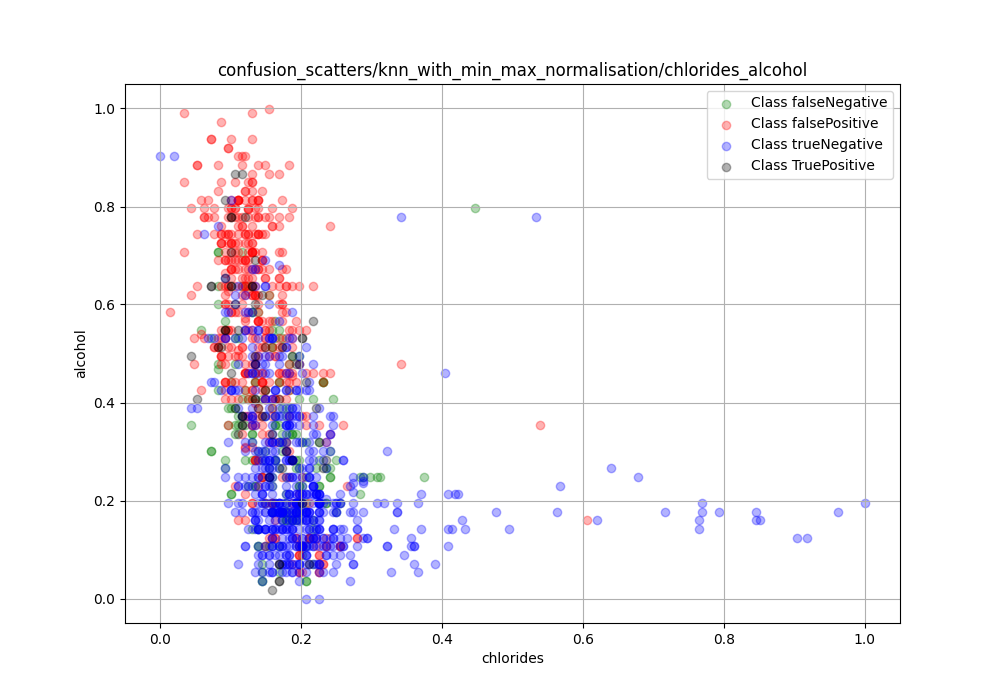 confusion_scatters/knn_with_min_max_normalisation/chlorides_alcohol
Class falseNegative
Class falsePositive
Class trueNegative
Class TruePositive
alcohol
1.0
0.8
0.6
0.4
0.2
0.0
0.0 0.2 0.4 0.6 0.8 1.0
chlorides